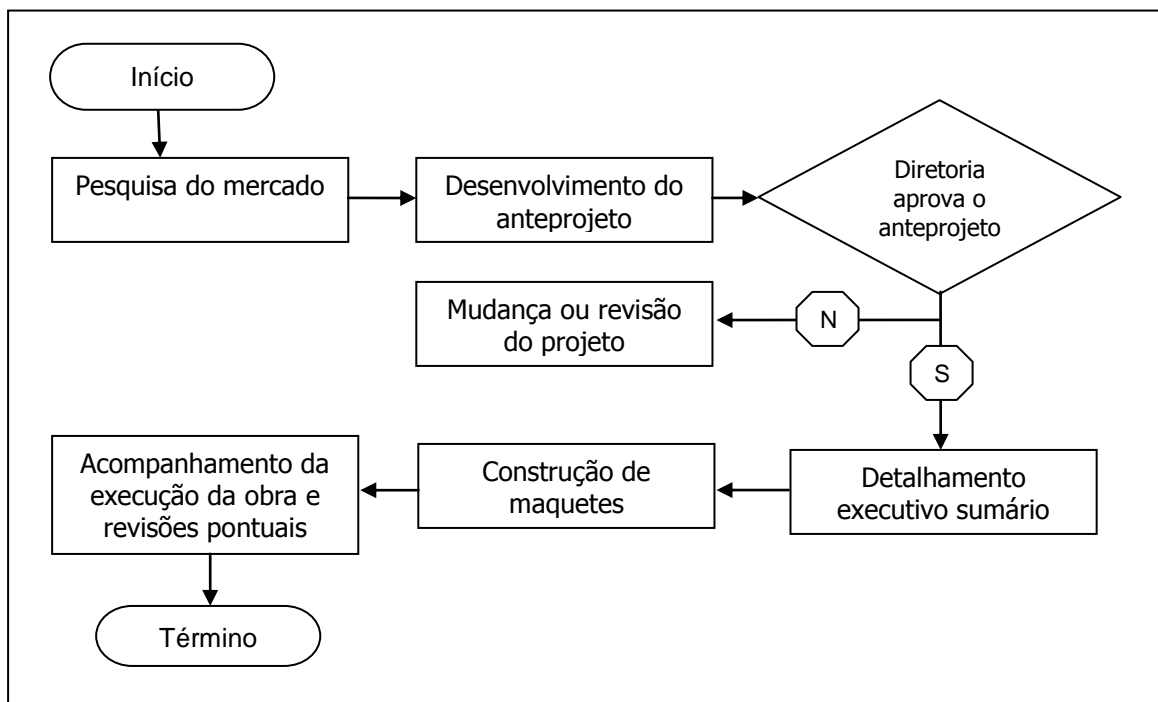 Início
Pesquisa do mercado
Desenvolvimento do
anteprojeto
Diretoria
aprova o
anteprojeto
Mudança ou revisão
do projeto
N
S
Detalhamento
executivo sumário
Construção de
maquetes
Acompanhamento da
execução da obra e
revisões pontuais
Término